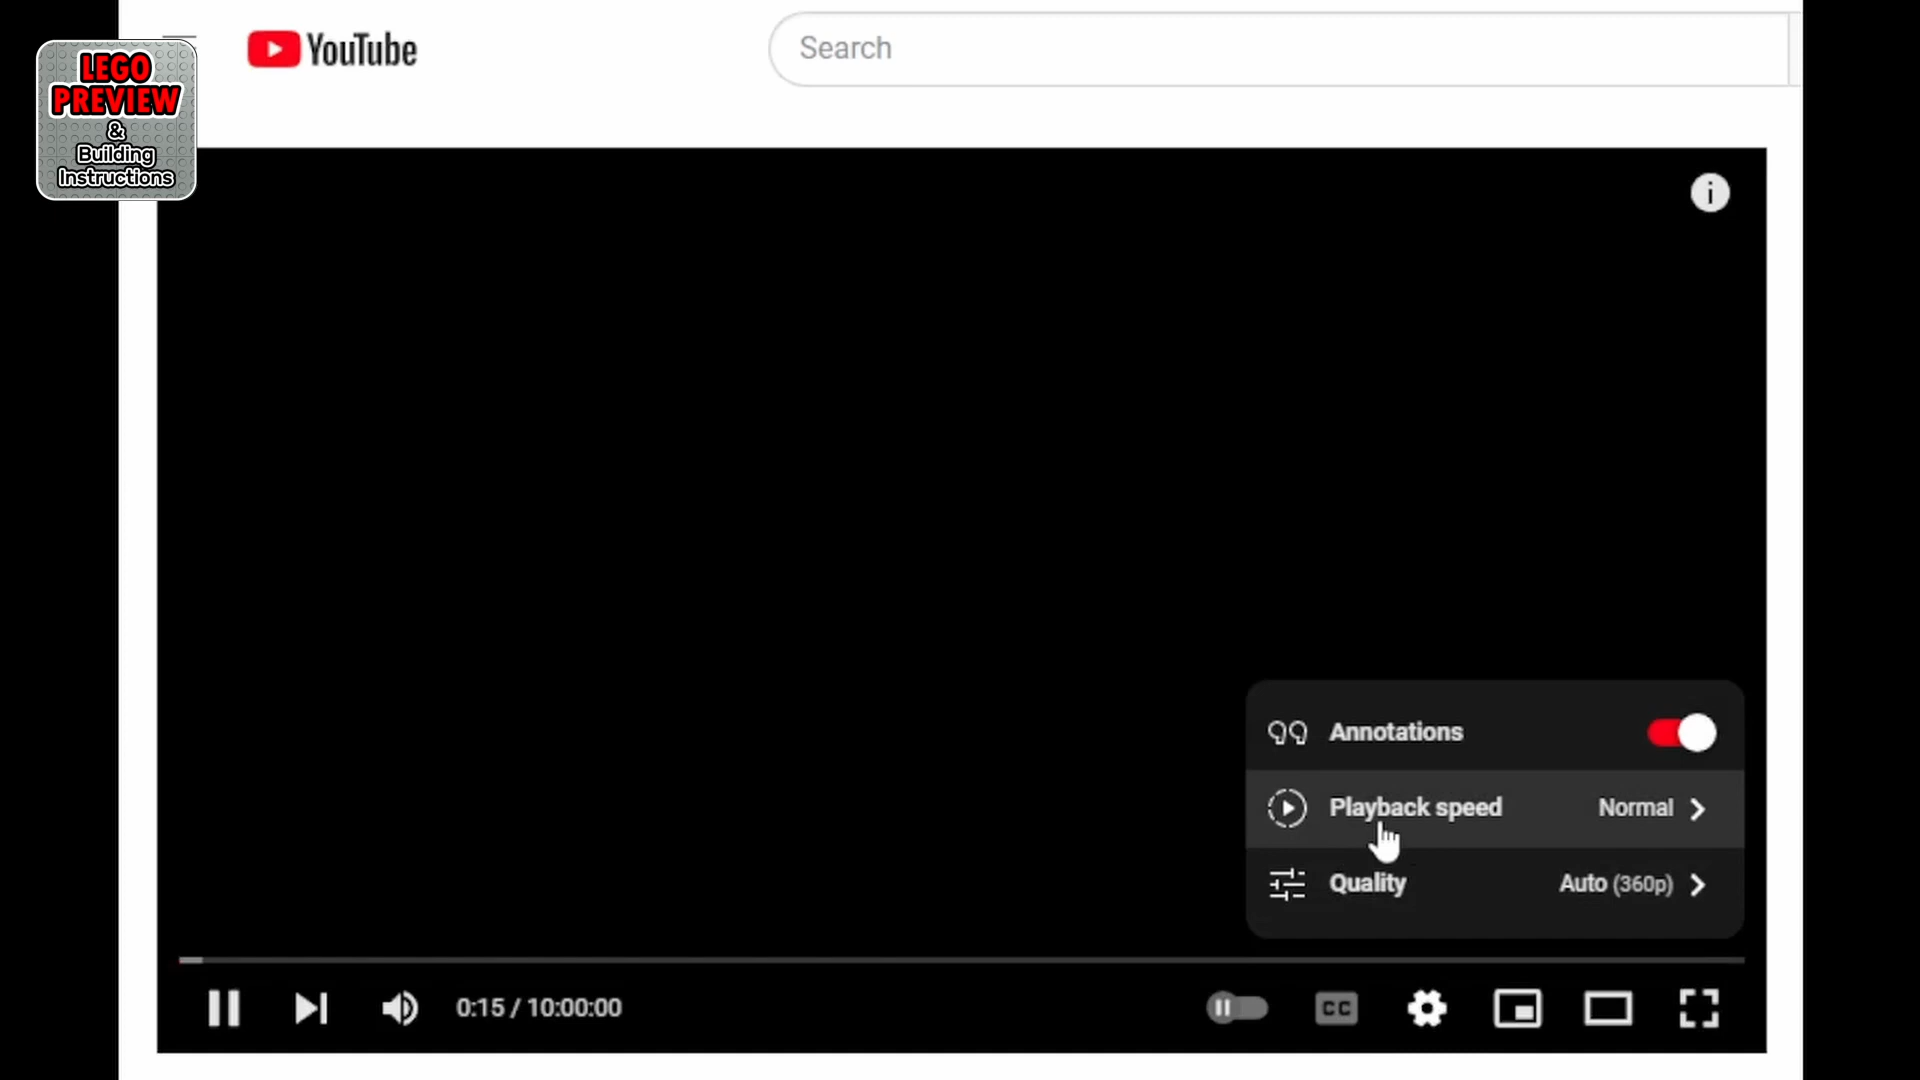 YouTube
Search
LEGO
PREVIEW
&
Building
Instructions
i
Annotations
Playback speed
Normal
Quality
Auto (360p)
0:15 / 10:00:00
CC